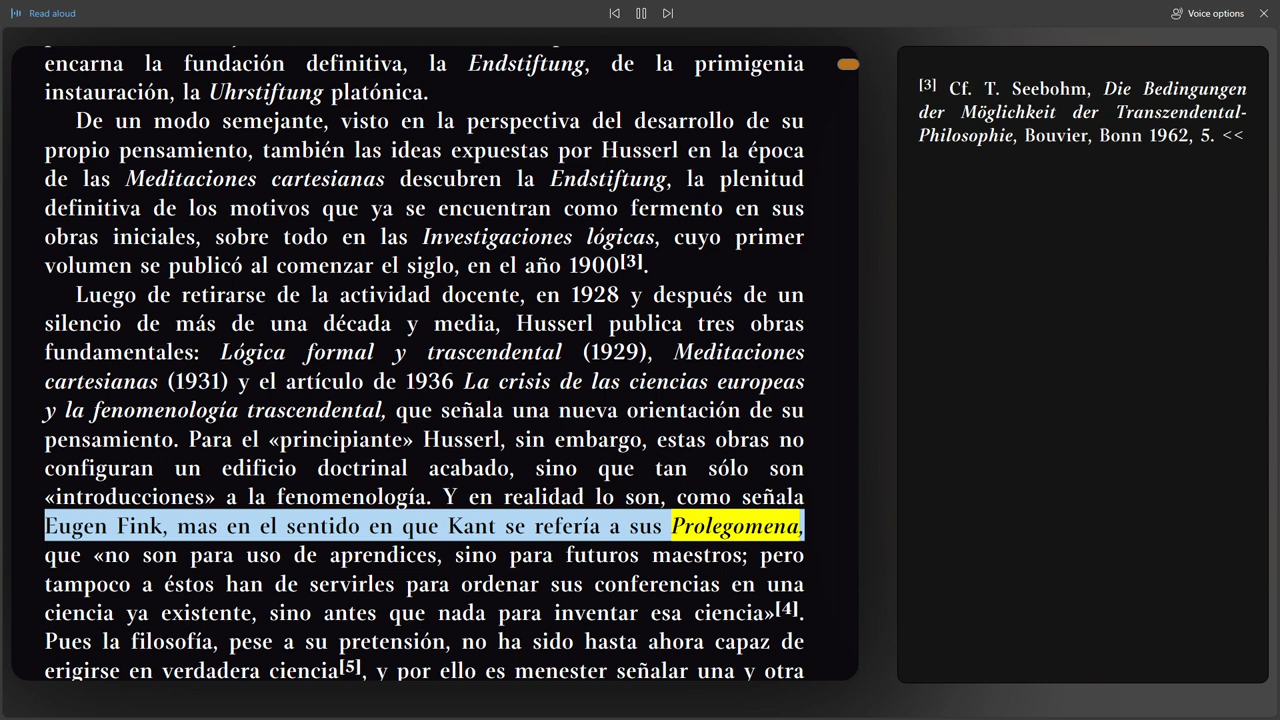 Read aloud
Voice options
encarna la fundación definitiva, la Endstiftung, de la primigenia
instauración, la Uhrstiftung platónica.
De un modo semejante, visto en la perspectiva del desarrollo de su
propio pensamiento, también las ideas expuestas por Husserl en la época
de las Meditaciones cartesianas descubren la Endstiftung, la plenitud
definitiva de los motivos que ya se encuentran como fermento en sus
obras iniciales, sobre todo en las Investigaciones lógicas, cuyo primer
volumen se publicó al comenzar el siglo, en el año 1900[3].
Luego de retirarse de la actividad docente, en 1928 y después de un
silencio de más de una década y media, Husserl publica tres obras
fundamentales: Lógica formal y trascendental (1929), Meditaciones
cartesianas (1931) y el artículo de 1936 La crisis de las ciencias europeas
y la fenomenología trascendental, que señala una nueva orientación de su
pensamiento. Para el «principiante» Husserl, sin embargo, estas obras no
configuran un edificio doctrinal acabado, sino que tan sólo son
«introducciones» a la fenomenología. Y en realidad lo son, como señala
Eugen Fink, mas en el sentido en que Kant se refería a sus Prolegomena,
que «no son para uso de aprendices, sino para futuros maestros; pero
tampoco a éstos han de servirles para ordenar sus conferencias en una
ciencia ya existente, sino antes que nada para inventar esa ciencia»[4].
Pues la filosofía, pese a su pretensión, no ha sido hasta ahora capaz de
erigirse en verdadera ciencia[5], y por ello es menester señalar una y otra
[3] Cf. T. Seebohm, Die Bedingungen
der Möglichkeit der Transzendental-
Philosophie, Bouvier, Bonn 1962, 5. <<